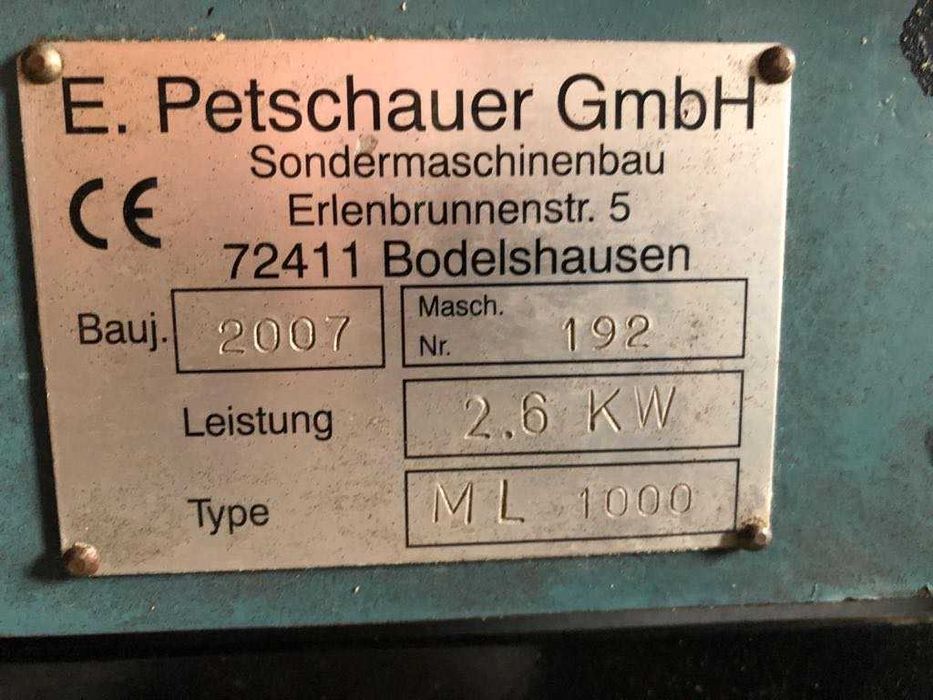 E. Petschauer GmbH
Sondermaschinenbau
Erlenbrunnenstr. 5
CE
72411 Bodelshausen
Bauj. 2007 Masch. Nr. 192
Leistung 2.6 KW
Type ML 1000